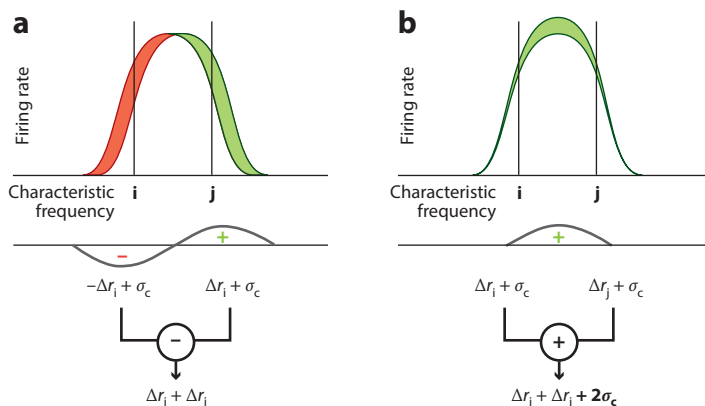 a
b
Firing rate
Firing rate
Characteristic
frequency
i
j
Characteristic
frequency
i
j
−
+
+
−Δr_i + σ_c
Δr_i + σ_c
Δr_i + σ_c
Δr_j + σ_c
−
+
Δr_i + Δr_i
Δr_i + Δr_i + 2σ_c